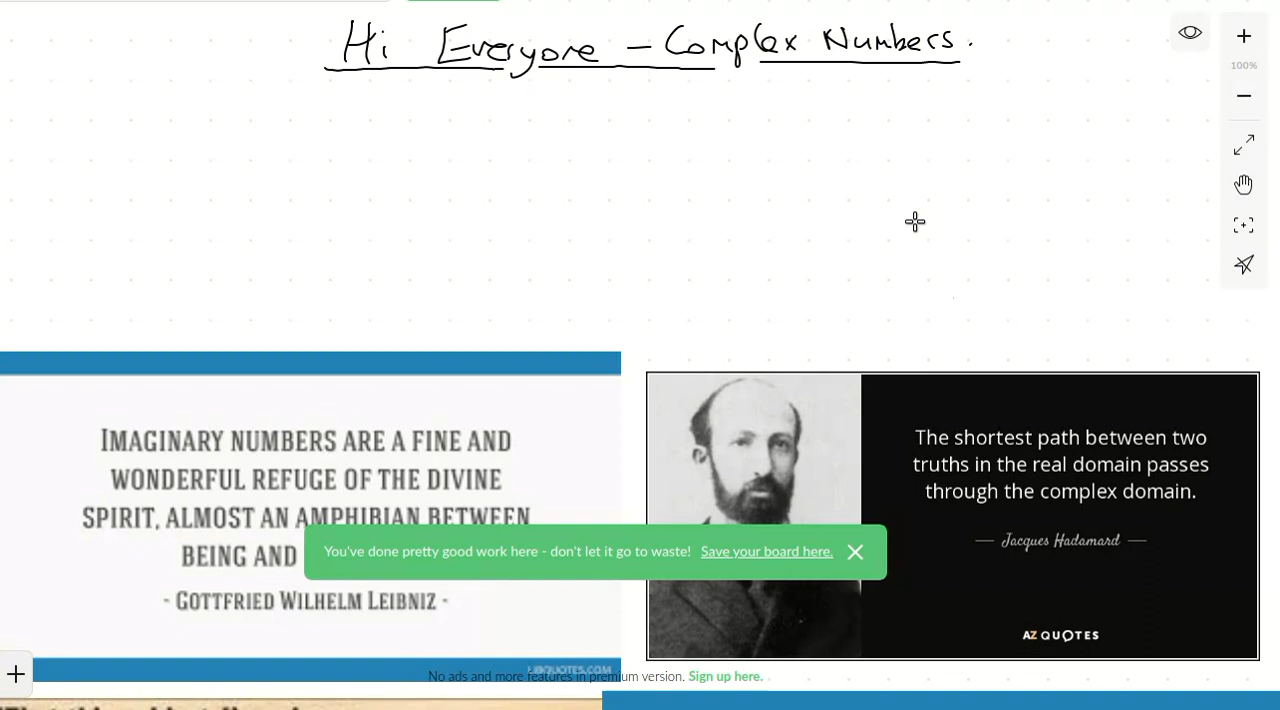 Hi Everyone - Complex Numbers.
100%
IMAGINARY NUMBERS ARE A FINE AND
WONDERFUL REFUGE OF THE DIVINE
SPIRIT, ALMOST AN AMPHIBIAN BETWEEN
BEING AND
- GOTTFRIED WILHELM LEIBNIZ -
LIBQUOTES.COM
The shortest path between two
truths in the real domain passes
through the complex domain.
— Jacques Hadamard —
AZ QUOTES
You've done pretty good work here - don't let it go to waste! Save your board here.
No ads and more features in premium version. Sign up here.